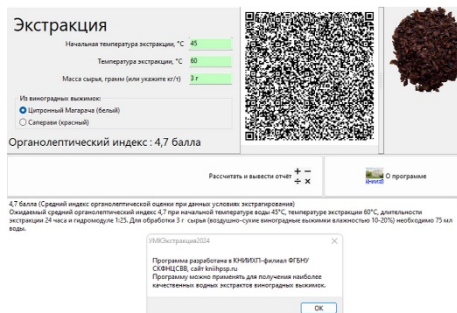 Экстракция
Начальная температура экстракции, °C 45
Температура экстракции, °C 60
Масса сырья, грамм (или укажите кг/т) 3 г
Из виноградных выжимок:
Цитронный Магарача (белый)
Саперави (красный)
Органолептический индекс : 4,7 балла
Рассчитать и вывести отчёт
О программе
4,7 балла (Средний индекс органолептической оценки при данных условиях экстрагирования)
Ожидаемый средний органолептический индекс 4,7 при начальной температуре воды 45°C, температуре экстракции 60°C, длительности
экстракции 24 часа и гидромодуле 1:25. Для обработки 3 г сырья (воздушно-сухие виноградные выжимки влажностью 10-20%) необходимо 75 мл
воды.
УМКЭкстракция2024
Программа разработана в КНИИХП–филиал ФГБНУ
СКФНЦСВВ, сайт kniihpsp.ru
Программу можно применять для получения наиболее
качественных водных экстрактов виноградных выжимок.
OK